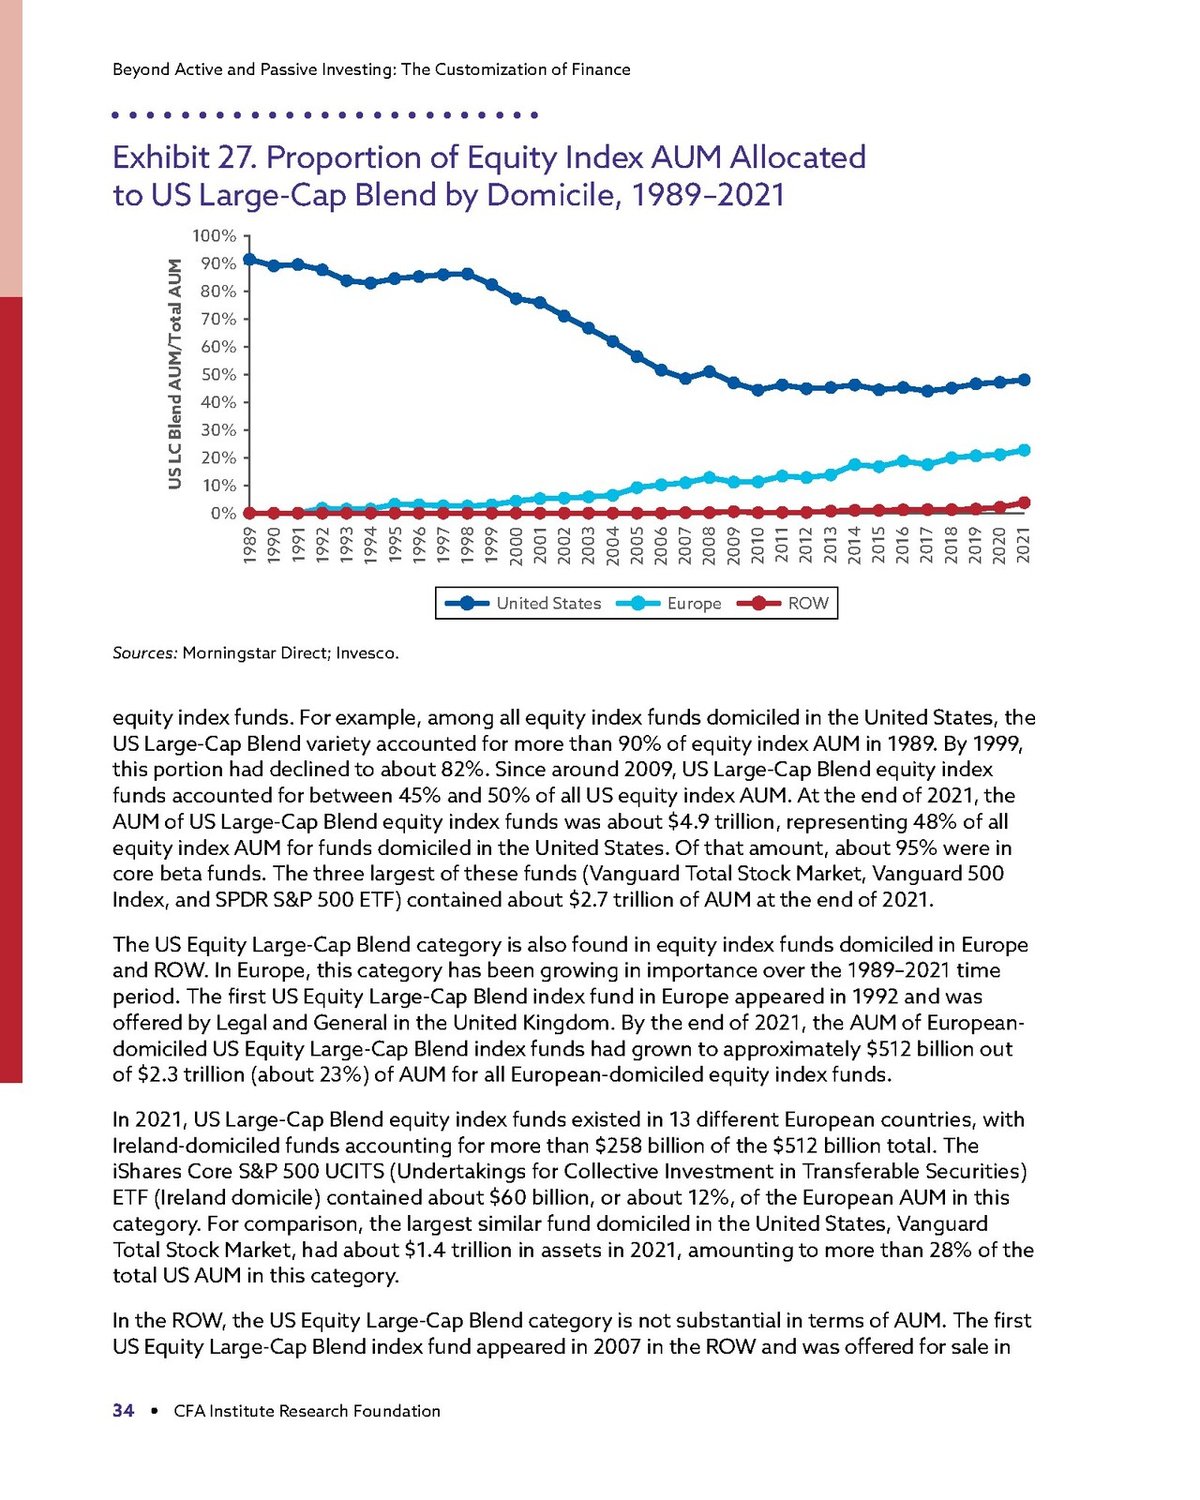 Beyond Active and Passive Investing: The Customization of Finance
Exhibit 27. Proportion of Equity Index AUM Allocated
to US Large-Cap Blend by Domicile, 1989–2021
US LC Blend AUM/Total AUM
100%
90%
80%
70%
60%
50%
40%
30%
20%
10%
0%
1989
1990
1991
1992
1993
1994
1995
1996
1997
1998
1999
2000
2001
2002
2003
2004
2005
2006
2007
2008
2009
2010
2011
2012
2013
2014
2015
2016
2017
2018
2019
2020
2021
United States Europe ROW
Sources: Morningstar Direct; Invesco.
equity index funds. For example, among all equity index funds domiciled in the United States, the
US Large-Cap Blend variety accounted for more than 90% of equity index AUM in 1989. By 1999,
this portion had declined to about 82%. Since around 2009, US Large-Cap Blend equity index
funds accounted for between 45% and 50% of all US equity index AUM. At the end of 2021, the
AUM of US Large-Cap Blend equity index funds was about $4.9 trillion, representing 48% of all
equity index AUM for funds domiciled in the United States. Of that amount, about 95% were in
core beta funds. The three largest of these funds (Vanguard Total Stock Market, Vanguard 500
Index, and SPDR S&P 500 ETF) contained about $2.7 trillion of AUM at the end of 2021.
The US Equity Large-Cap Blend category is also found in equity index funds domiciled in Europe
and ROW. In Europe, this category has been growing in importance over the 1989–2021 time
period. The first US Equity Large-Cap Blend index fund in Europe appeared in 1992 and was
offered by Legal and General in the United Kingdom. By the end of 2021, the AUM of European-
domiciled US Equity Large-Cap Blend index funds had grown to approximately $512 billion out
of $2.3 trillion (about 23%) of AUM for all European-domiciled equity index funds.
In 2021, US Large-Cap Blend equity index funds existed in 13 different European countries, with
Ireland-domiciled funds accounting for more than $258 billion of the $512 billion total. The
iShares Core S&P 500 UCITS (Undertakings for Collective Investment in Transferable Securities)
ETF (Ireland domicile) contained about $60 billion, or about 12%, of the European AUM in this
category. For comparison, the largest similar fund domiciled in the United States, Vanguard
Total Stock Market, had about $1.4 trillion in assets in 2021, amounting to more than 28% of the
total US AUM in this category.
In the ROW, the US Equity Large-Cap Blend category is not substantial in terms of AUM. The first
US Equity Large-Cap Blend index fund appeared in 2007 in the ROW and was offered for sale in
34 • CFA Institute Research Foundation